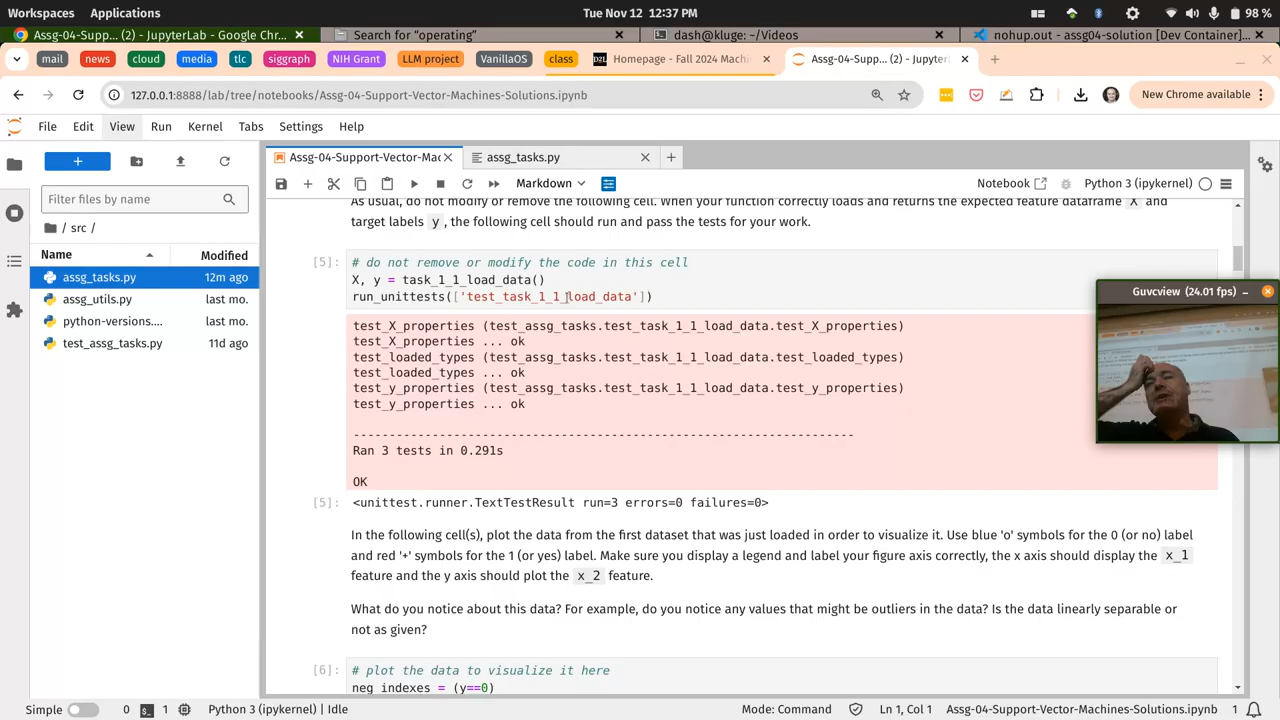 Workspaces Applications Tue Nov 12 12:37 PM 98 %
Assg-04-Supp... (2) - JupyterLab - Google Chr... Search for “operating” dash@kluge: ... nohup.out - assg04-solution [Dev Container]...
mail news cloud media tlc siggraph NIH Grant LLM project VanillaOS class Homepage - Fall 2024 Machi Assg-04-Supp... (2) - Jupyter
127.0.0.1:8888/lab/tree/notebooks/Assg-04-Support-Vector-Machines-Solutions.ipynb New Chrome available
File Edit View Run Kernel Tabs Settings Help
Assg-04-Support-Vector-Mac assg_tasks.py
Markdown Notebook Python 3 (ipykernel)
Filter files by name
/ src /
Name Modified
assg_tasks.py 12m ago
assg_utils.py last mo.
python-versions.... last mo.
test_assg_tasks.py 11d ago
As usual, do not modify or remove the following cell. When your function correctly loads and returns the expected feature dataframe X and
target labels y , the following cell should run and pass the tests for your work.
[5]: # do not remove or modify the code in this cell
X, y = task_1_1_load_data()
run_unittests(['test_task_1_1_load_data'])
test_X_properties (test_assg_tasks.test_task_1_1_load_data.test_X_properties)
test_X_properties ... ok
test_loaded_types (test_assg_tasks.test_task_1_1_load_data.test_loaded_types)
test_loaded_types ... ok
test_y_properties (test_assg_tasks.test_task_1_1_load_data.test_y_properties)
test_y_properties ... ok
----------------------------------------------------------------------
Ran 3 tests in 0.291s
OK
[5]: <unittest.runner.TextTestResult run=3 errors=0 failures=0>
In the following cell(s), plot the data from the first dataset that was just loaded in order to visualize it. Use blue 'o' symbols for the 0 (or no) label
and red '+' symbols for the 1 (or yes) label. Make sure you display a legend and label your figure axis correctly, the x axis should display the x_1
feature and the y axis should plot the x_2 feature.
What do you notice about this data? For example, do you notice any values that might be outliers in the data? Is the data linearly separable or
not as given?
[6]: # plot the data to visualize it here
neg_indexes = (y==0)
Guvcview (24.01 fps)
Simple 0 1 Python 3 (ipykernel) | Idle Mode: Command Ln 1, Col 1 Assg-04-Support-Vector-Machines-Solutions.ipynb 1